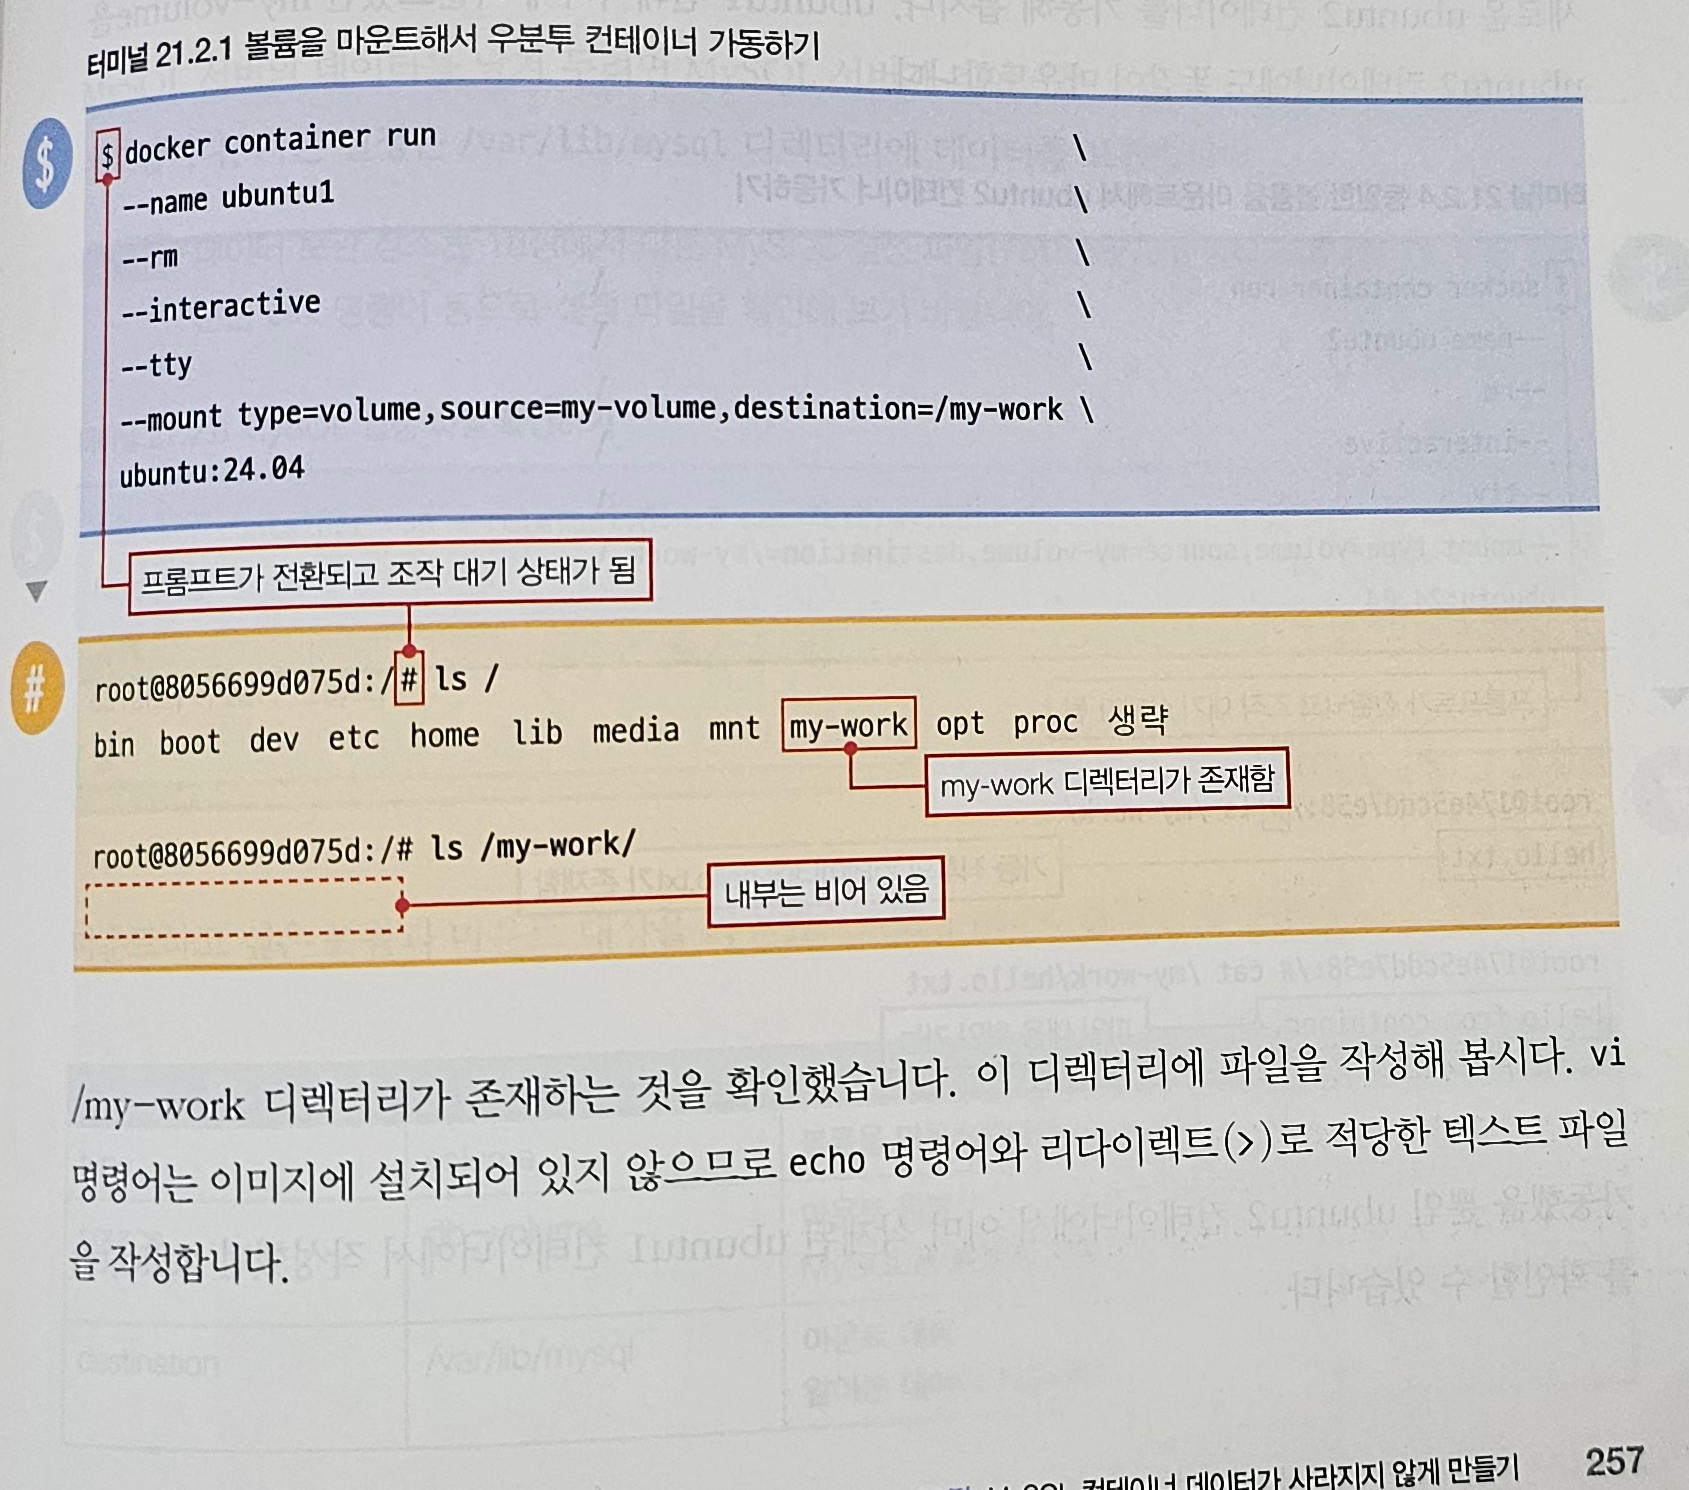 터미널 21.2.1 볼륨을 마운트해서 우분투 컨테이너 가동하기
$
$ docker container run \
--name ubuntu1 \
--rm \
--interactive \
--tty \
--mount type=volume,source=my-volume,destination=/my-work \
ubuntu:24.04
프롬프트가 전환되고 조작 대기 상태가 됨
#
root@8056699d075d:/# ls /
bin boot dev etc home lib media mnt my-work opt proc 생략
my-work 디렉터리가 존재함
root@8056699d075d:/# ls /my-work/
내부는 비어 있음
/my-work 디렉터리가 존재하는 것을 확인했습니다. 이 디렉터리에 파일을 작성해 봅시다. vi
명령어는 이미지에 설치되어 있지 않으므로 echo 명령어와 리다이렉트(>)로 적당한 텍스트 파일
을 작성합니다.
destination /var/lib/mysql
컨테이너 데이터가 사라지지 않게 만들기 257